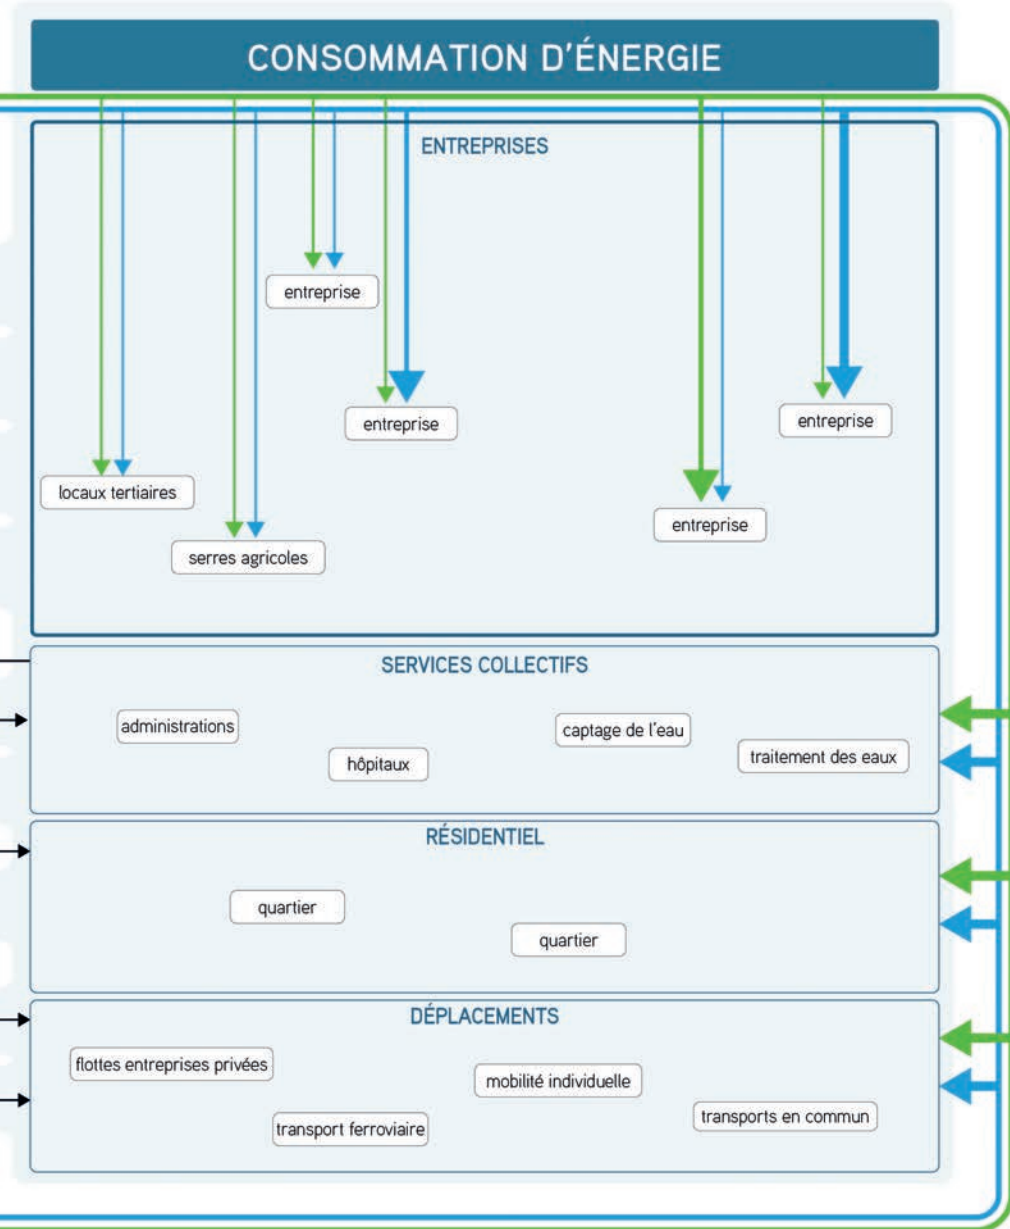 CONSOMMATION D'ÉNERGIE
ENTREPRISES
entreprise
entreprise
entreprise
locaux tertiaires
entreprise
serres agricoles
SERVICES COLLECTIFS
administrations
captage de l'eau
hôpitaux
traitement des eaux
RÉSIDENTIEL
quartier
quartier
DÉPLACEMENTS
flottes entreprises privées
mobilité individuelle
transport ferroviaire
transports en commun